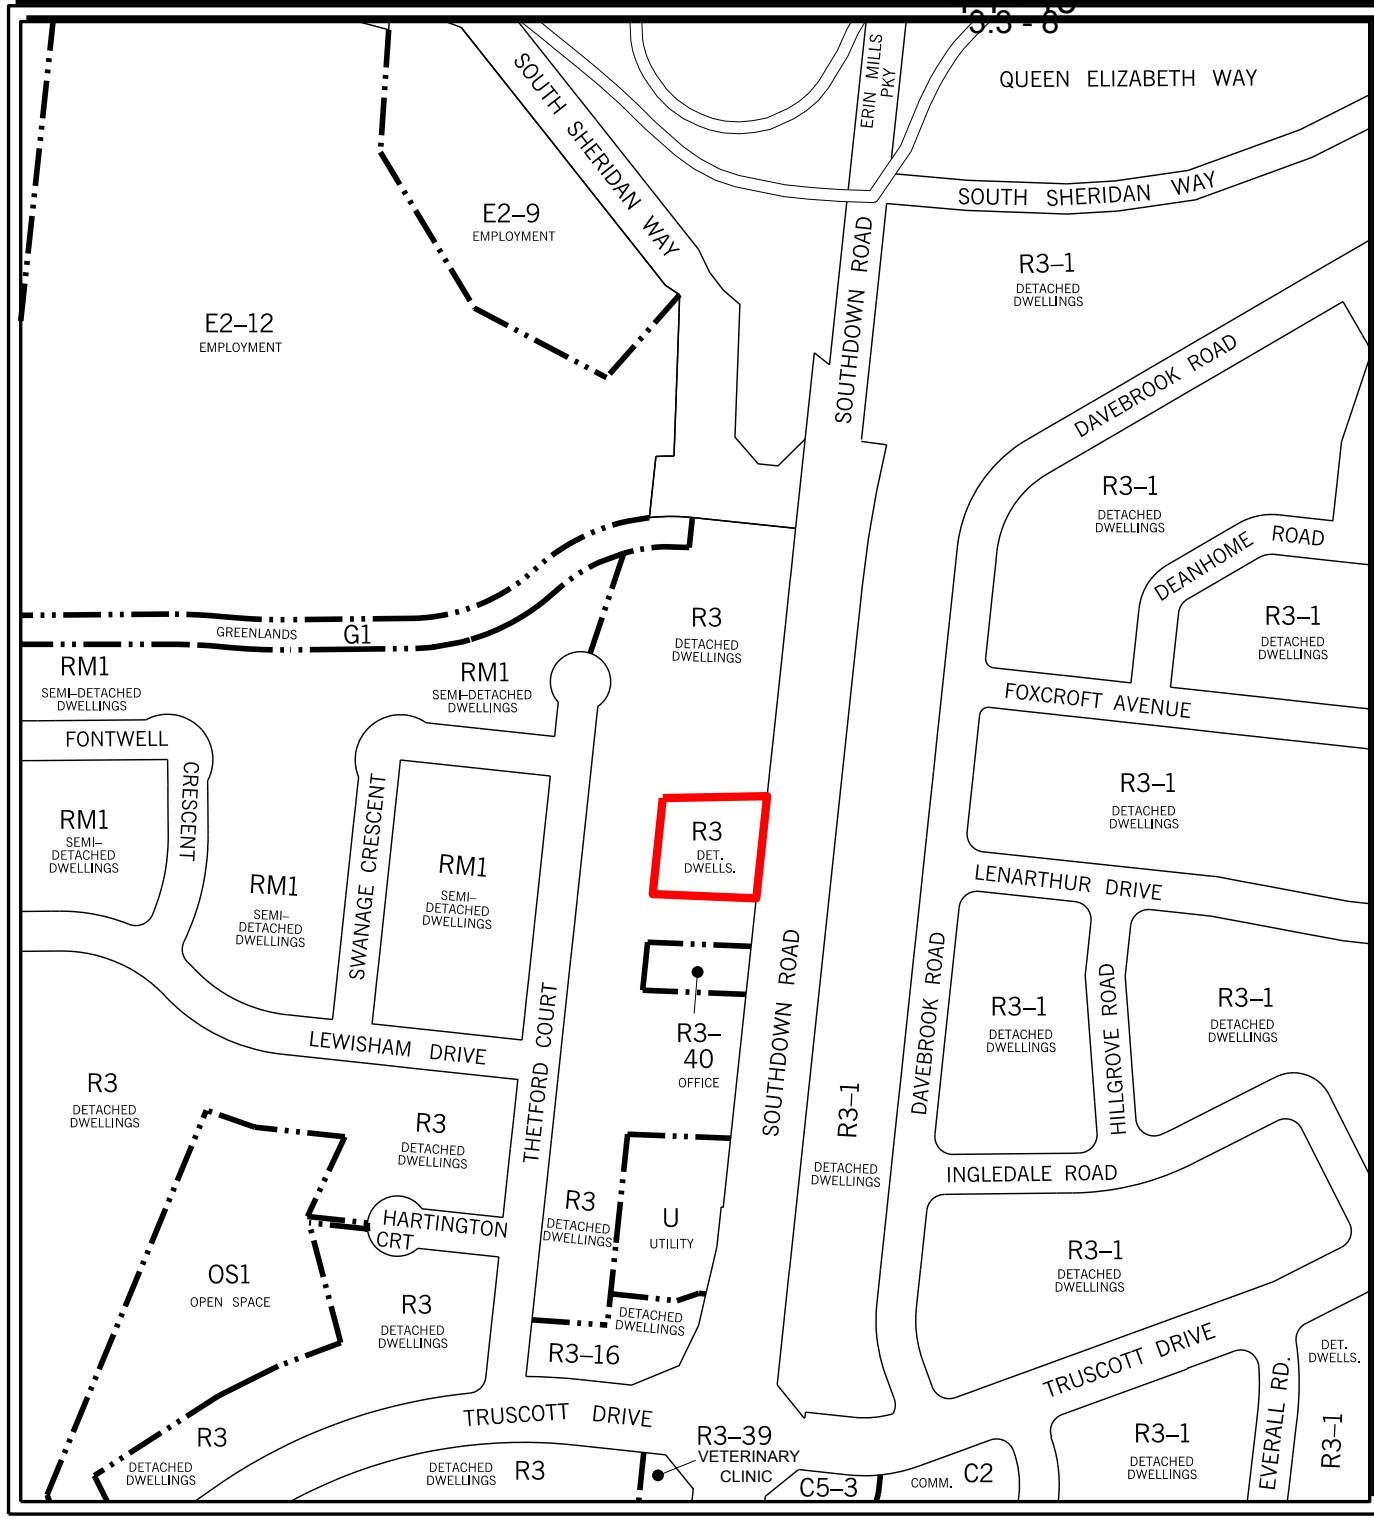 3.3 - 8
QUEEN ELIZABETH WAY
ERIN MILLS
PKY
SOUTH SHERIDAN WAY
SOUTH SHERIDAN WAY
E2–9
EMPLOYMENT
SOUTHDOWN ROAD
R3–1
DETACHED
DWELLINGS
E2–12
EMPLOYMENT
DAVEBROOK ROAD
R3–1
DETACHED
DWELLINGS
DEANHOME ROAD
R3–1
DETACHED
DWELLINGS
R3
DETACHED
DWELLINGS
GREENLANDS
G1
RM1
SEMI–DETACHED
DWELLINGS
RM1
SEMI–DETACHED
DWELLINGS
FOXCROFT AVENUE
FONTWELL
CRESCENT
R3–1
DETACHED
DWELLINGS
RM1
SEMI–
DETACHED
DWELLINGS
SWANAGE CRESCENT
R3
DET.
DWELLS.
RM1
SEMI–
DETACHED
DWELLINGS
RM1
SEMI–
DETACHED
DWELLINGS
LENARTHUR DRIVE
SOUTHDOWN ROAD
DAVEBROOK ROAD
HILLGROVE ROAD
R3–1
DETACHED
DWELLINGS
R3–1
DETACHED
DWELLINGS
THETFORD COURT
LEWISHAM DRIVE
R3–
40
OFFICE
R3
DETACHED
DWELLINGS
R3
DETACHED
DWELLINGS
R3–1
DETACHED
DWELLINGS
INGLEDALE ROAD
R3
DETACHED
DWELLINGS
U
UTILITY
HARTINGTON
CRT
R3–1
DETACHED
DWELLINGS
OS1
OPEN SPACE
R3
DETACHED
DWELLINGS
DETACHED
DWELLINGS
R3–16
TRUSCOTT DRIVE
DET.
DWELLS.
R3–1
EVERALL RD.
TRUSCOTT DRIVE
R3
DETACHED
DWELLINGS
DETACHED
DWELLINGS
R3
R3–39
VETERINARY
CLINIC
C5–3
COMM.
C2
R3–1
DETACHED
DWELLINGS